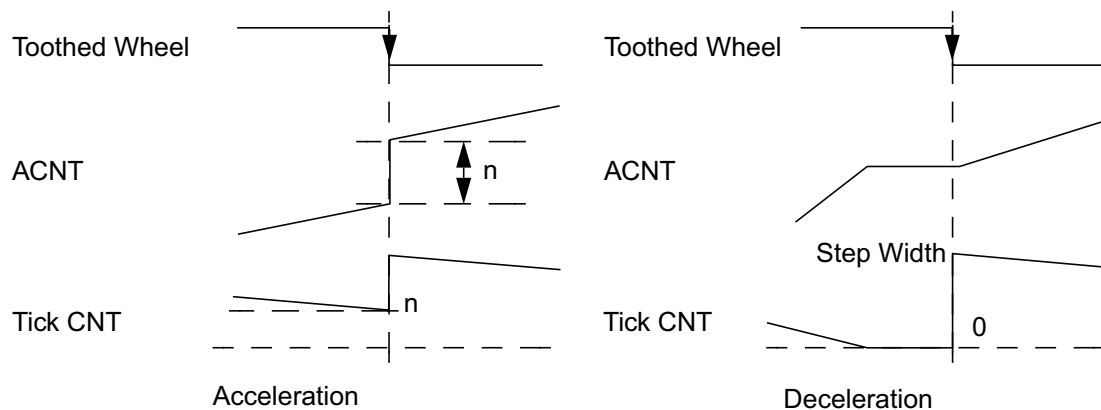 Toothed Wheel
ACNT
n
Tick CNT
n
Acceleration
Toothed Wheel
ACNT
Step Width
Tick CNT
0
Deceleration